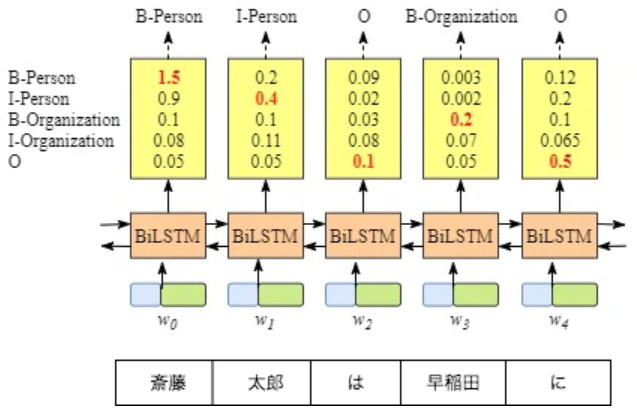 B-Person I-Person O B-Organization O
B-Person 1.5 0.2 0.09 0.003 0.12
I-Person 0.9 0.4 0.02 0.002 0.2
B-Organization 0.1 0.1 0.03 0.2 0.1
I-Organization 0.08 0.11 0.08 0.07 0.065
O 0.05 0.05 0.1 0.05 0.5
BiLSTM BiLSTM BiLSTM BiLSTM BiLSTM
w0 w1 w2 w3 w4
斎藤 太郎 は 早稲田 に